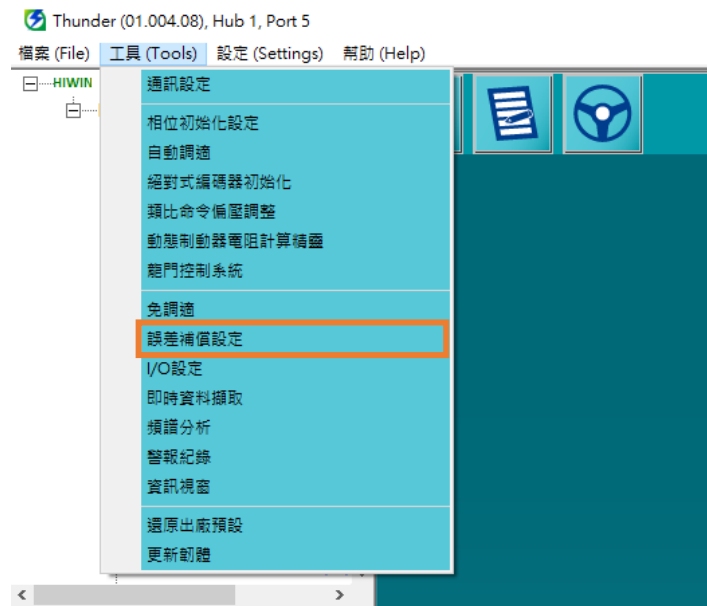 Thunder (01.004.08), Hub 1, Port 5
檔案 (File) 工具 (Tools) 設定 (Settings) 幫助 (Help)
HIWIN
通訊設定
相位初始化設定
自動調適
絕對式編碼器初始化
類比命令偏壓調整
動態制動器電阻計算精靈
龍門控制系統
免調適
誤差補償設定
I/O設定
即時資料擷取
頻譜分析
警報紀錄
資訊視窗
還原出廠預設
更新韌體